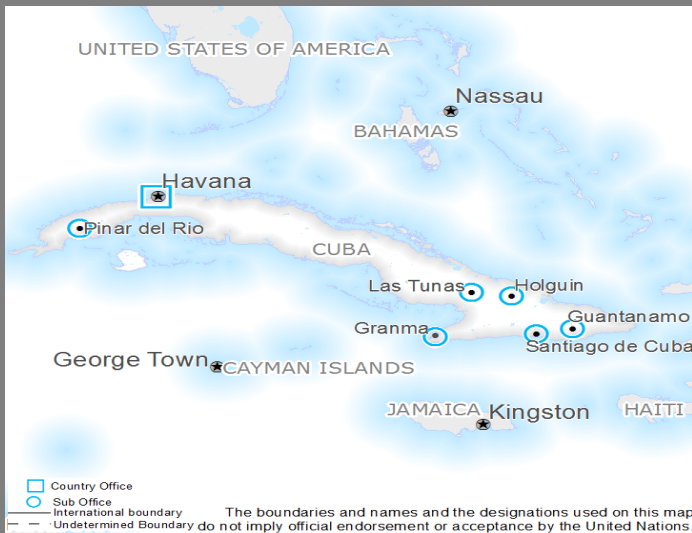 UNITED STATES OF AMERICA
Nassau
BAHAMAS
Havana
Pinar del Rio
CUBA
Las Tunas
Holguin
Guantanamo
Granma
Santiago de Cuba
George Town
CAYMAN ISLANDS
JAMAICA
Kingston
HAITI
Country Office
Sub Office
International boundary
Undetermined Boundary
The boundaries and names and the designations used on this map
do not imply official endorsement or acceptance by the United Nations.